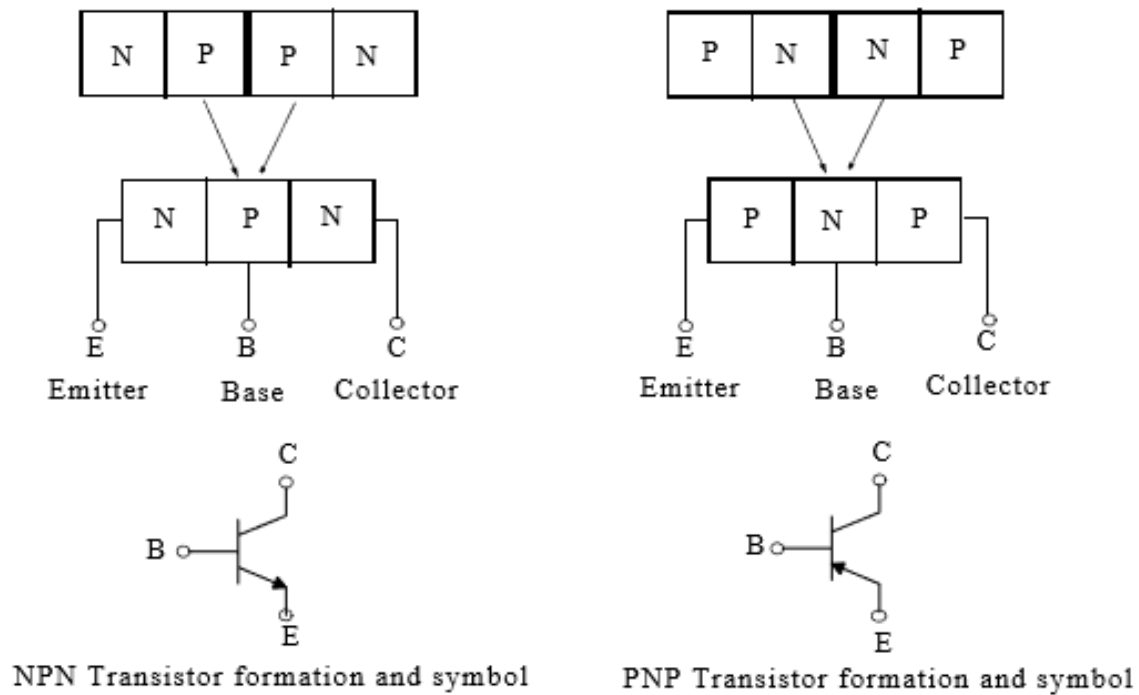 N P P N
N P N
E B C
Emitter Base Collector
C
B
E
NPN Transistor formation and symbol
P N N P
P N P
E B C
Emitter Base Collector
C
B
E
PNP Transistor formation and symbol